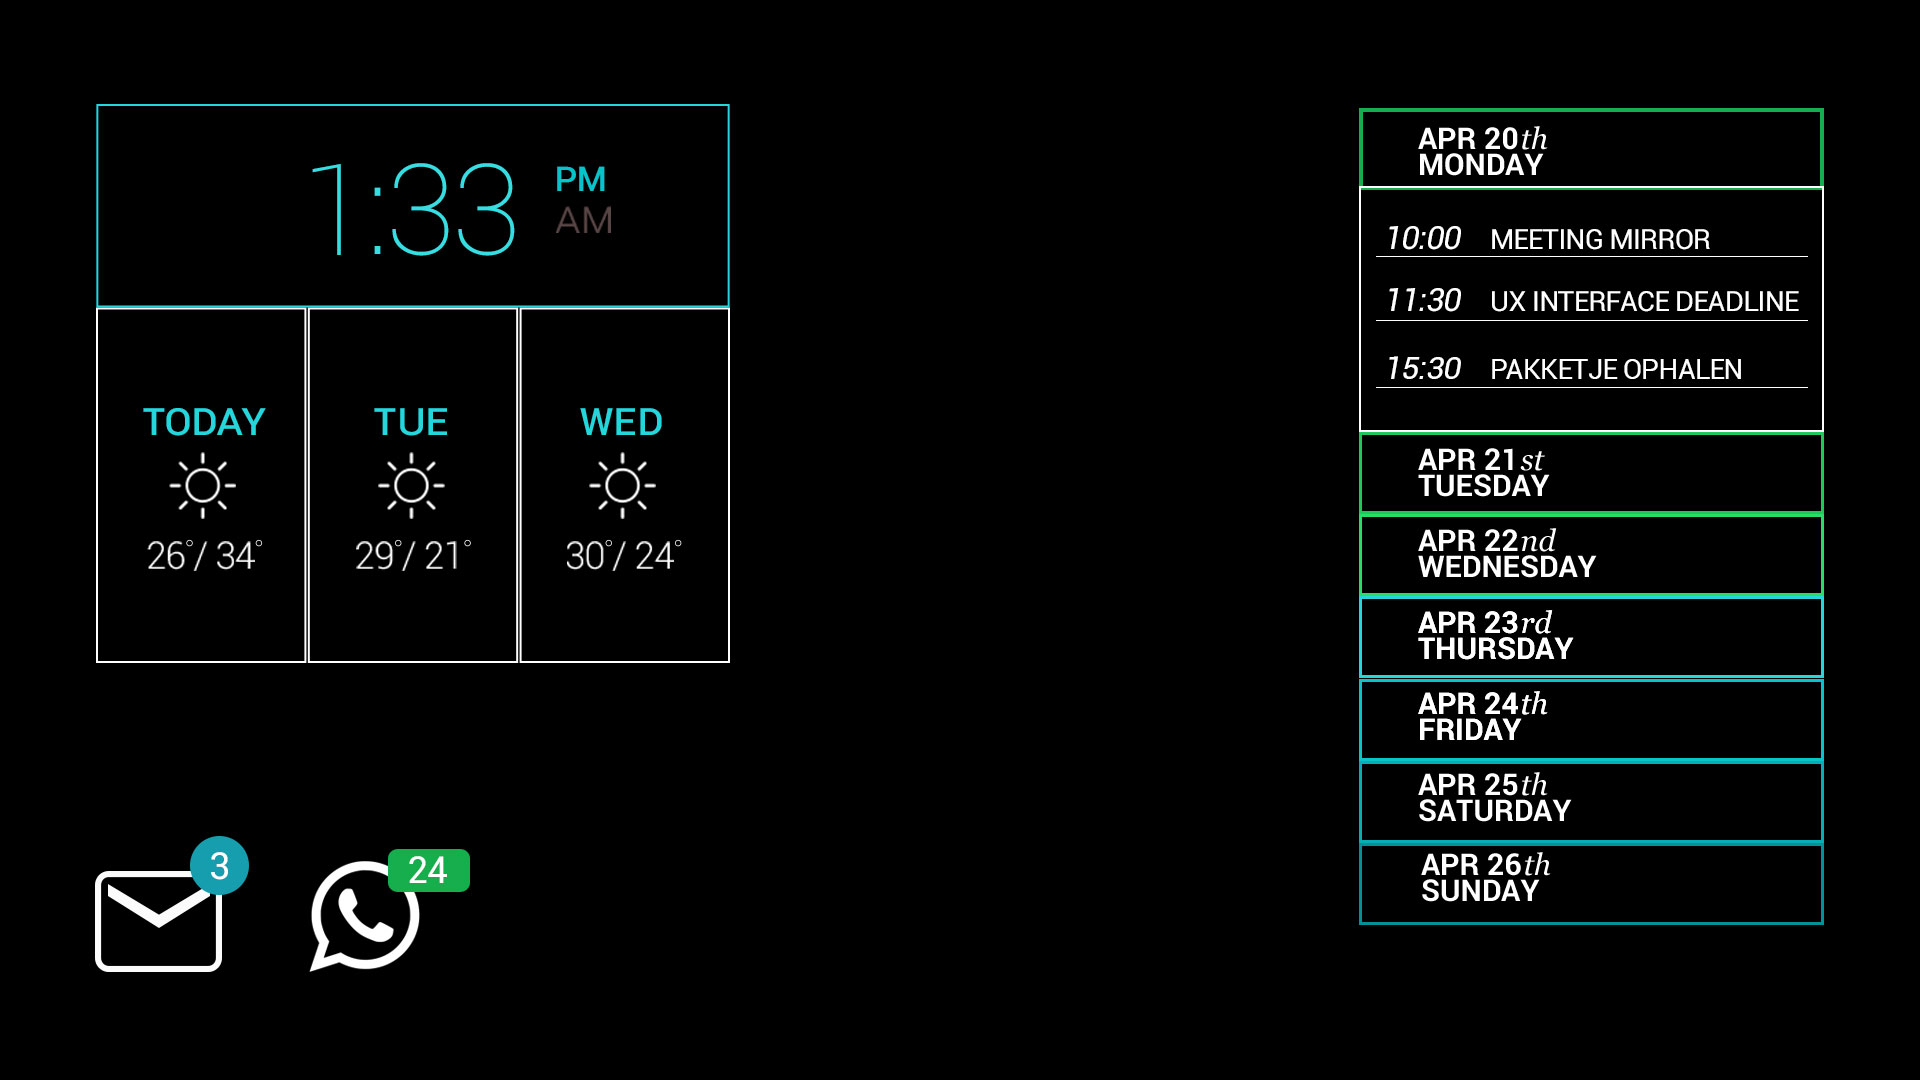 1:33 PM
AM
TODAY
26°/ 34°
TUE
29°/ 21°
WED
30°/ 24°
3
24
APR 20th
MONDAY
10:00 MEETING MIRROR
11:30 UX INTERFACE DEADLINE
15:30 PAKKETJE OPHALEN
APR 21st
TUESDAY
APR 22nd
WEDNESDAY
APR 23rd
THURSDAY
APR 24th
FRIDAY
APR 25th
SATURDAY
APR 26th
SUNDAY